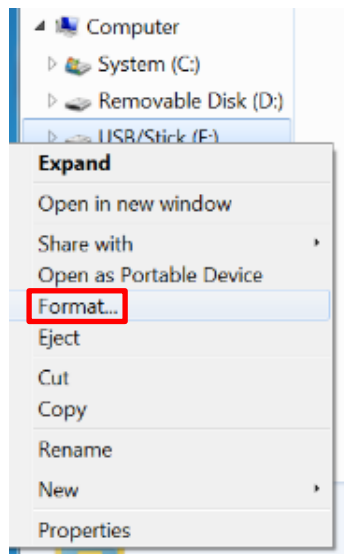 Computer
System (C:)
Removable Disk (D:)
USB/Stick (E:)
Expand
Open in new window
Share with
Open as Portable Device
Format...
Eject
Cut
Copy
Rename
New
Properties